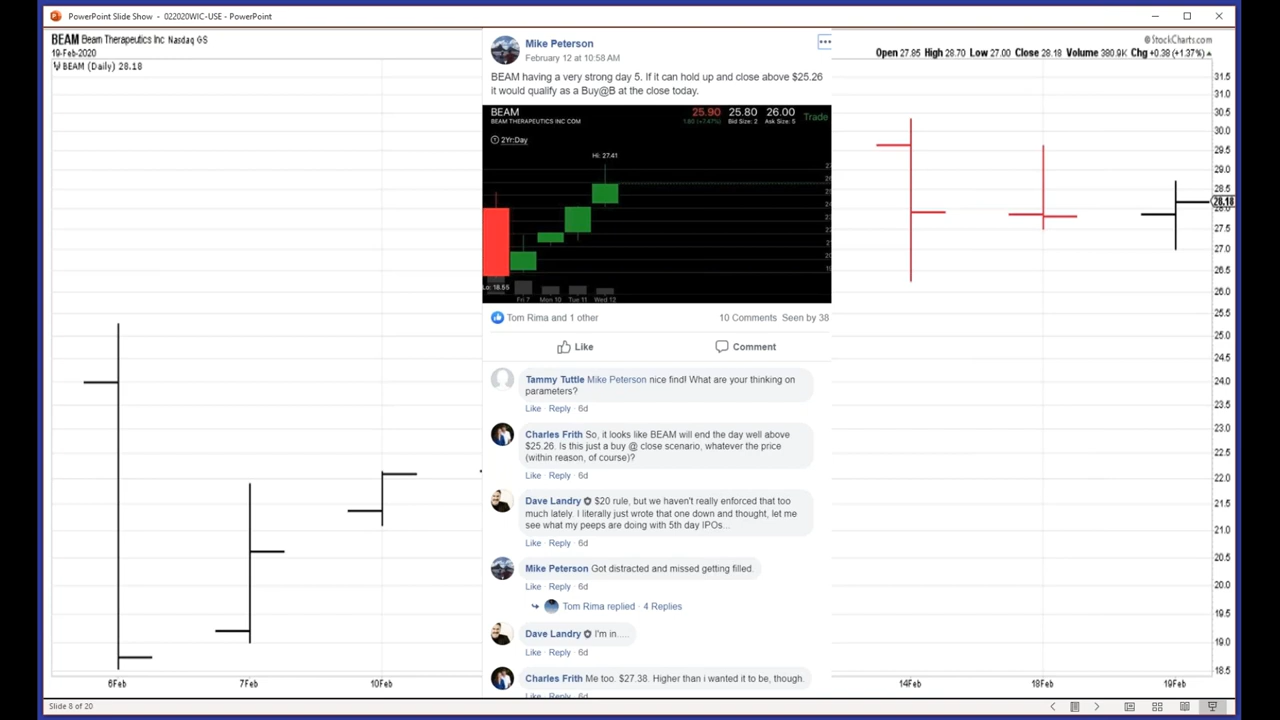 PowerPoint Slide Show - 022020WIC-USE - PowerPoint
BEAM Beam Therapeutics Inc Nasdaq GS
19-Feb-2020
BEAM (Daily) 28.18
© StockCharts.com
Open 27.85 High 28.70 Low 27.00 Close 28.18 Volume 380.9K Chg +0.38 (+1.37%)
Mike Peterson
February 12 at 10:58 AM
BEAM having a very strong day 5. If it can hold up and close above $25.26
it would qualify as a Buy@B at the close today.
BEAM
BEAM THERAPEUTICS INC COM
25.90 25.80 26.00 Trade
Bid Size: 2 Ask Size: 5
2Yr:Day
Hi: 27.41
Lo: 18.55
Fri 7 Mon 10 Tue 11 Wed 12
Tom Rima and 1 other 10 Comments Seen by 38
Like Comment
Tammy Tuttle Mike Peterson nice find! What are your thinking on
parameters?
Like · Reply · 6d
Charles Frith So, it looks like BEAM will end the day well above
$25.26. Is this just a buy @ close scenario, whatever the price
(within reason, of course)?
Like · Reply · 6d
Dave Landry $20 rule, but we haven't really enforced that too
much lately. I literally just wrote that one down and thought, let me
see what my peeps are doing with 5th day IPOs...
Like · Reply · 6d
Mike Peterson Got distracted and missed getting filled.
Like · Reply · 6d
Tom Rima replied · 4 Replies
Dave Landry I'm in.....
Like · Reply · 6d
Charles Frith Me too. $27.38. Higher than i wanted it to be, though.
Like · Reply · 6d
31.5
31.0
30.5
30.0
29.5
29.0
28.5
28.18
28.0
27.5
27.0
26.5
26.0
25.5
25.0
24.5
24.0
23.5
23.0
22.5
22.0
21.5
21.0
20.5
20.0
19.5
19.0
18.5
6Feb 7Feb 10Feb 14Feb 18Feb 19Feb
Slide 8 of 20